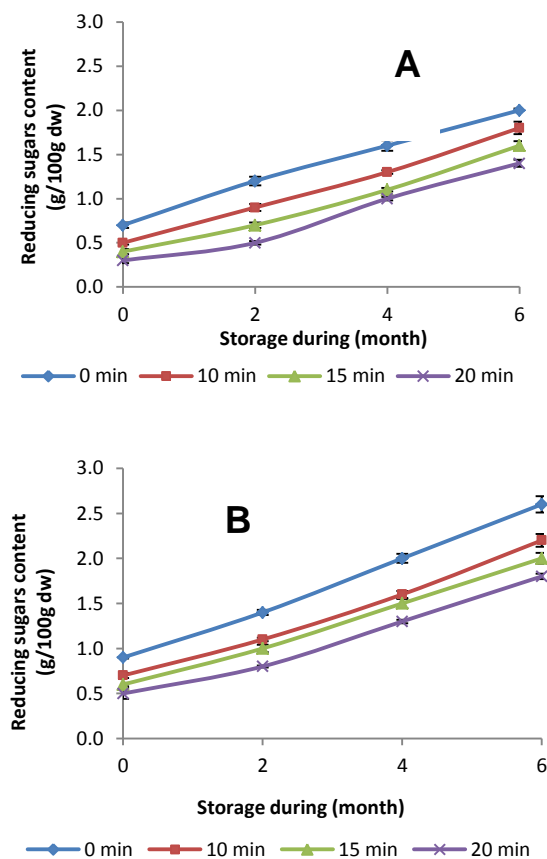 3.0
2.5
2.0
1.5
1.0
0.5
0.0
Reducing sugars content
(g/100g dw)
A
0 2 4 6
Storage during (month)
0 min 10 min 15 min 20 min
3.0
2.5
2.0
1.5
1.0
0.5
0.0
Reducing sugars content
(g/100g dw)
B
0 2 4 6
Storage during (month)
0 min 10 min 15 min 20 min